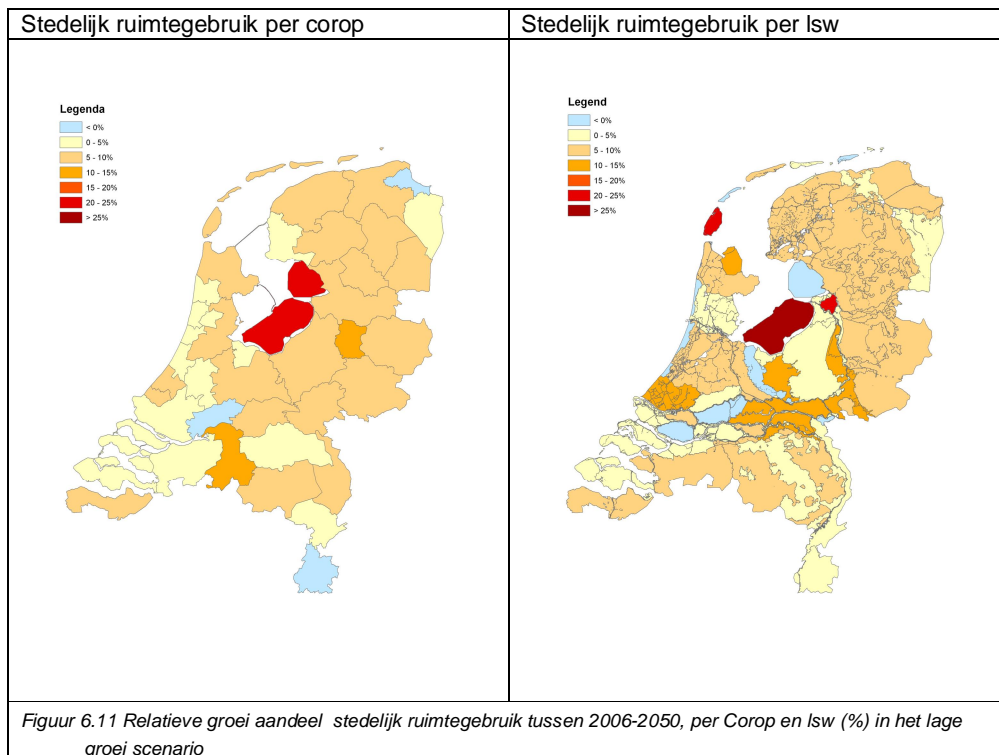 Stedelijk ruimtegebruik per corop
Stedelijk ruimtegebruik per lsw
Legenda
< 0%
0 - 5%
5 - 10%
10 - 15%
15 - 20%
20 - 25%
> 25%
Legend
< 0%
0 - 5%
5 - 10%
10 - 15%
15 - 20%
20 - 25%
> 25%
Figuur 6.11 Relatieve groei aandeel stedelijk ruimtegebruik tussen 2006-2050, per Corop en lsw (%) in het lage
groei scenario